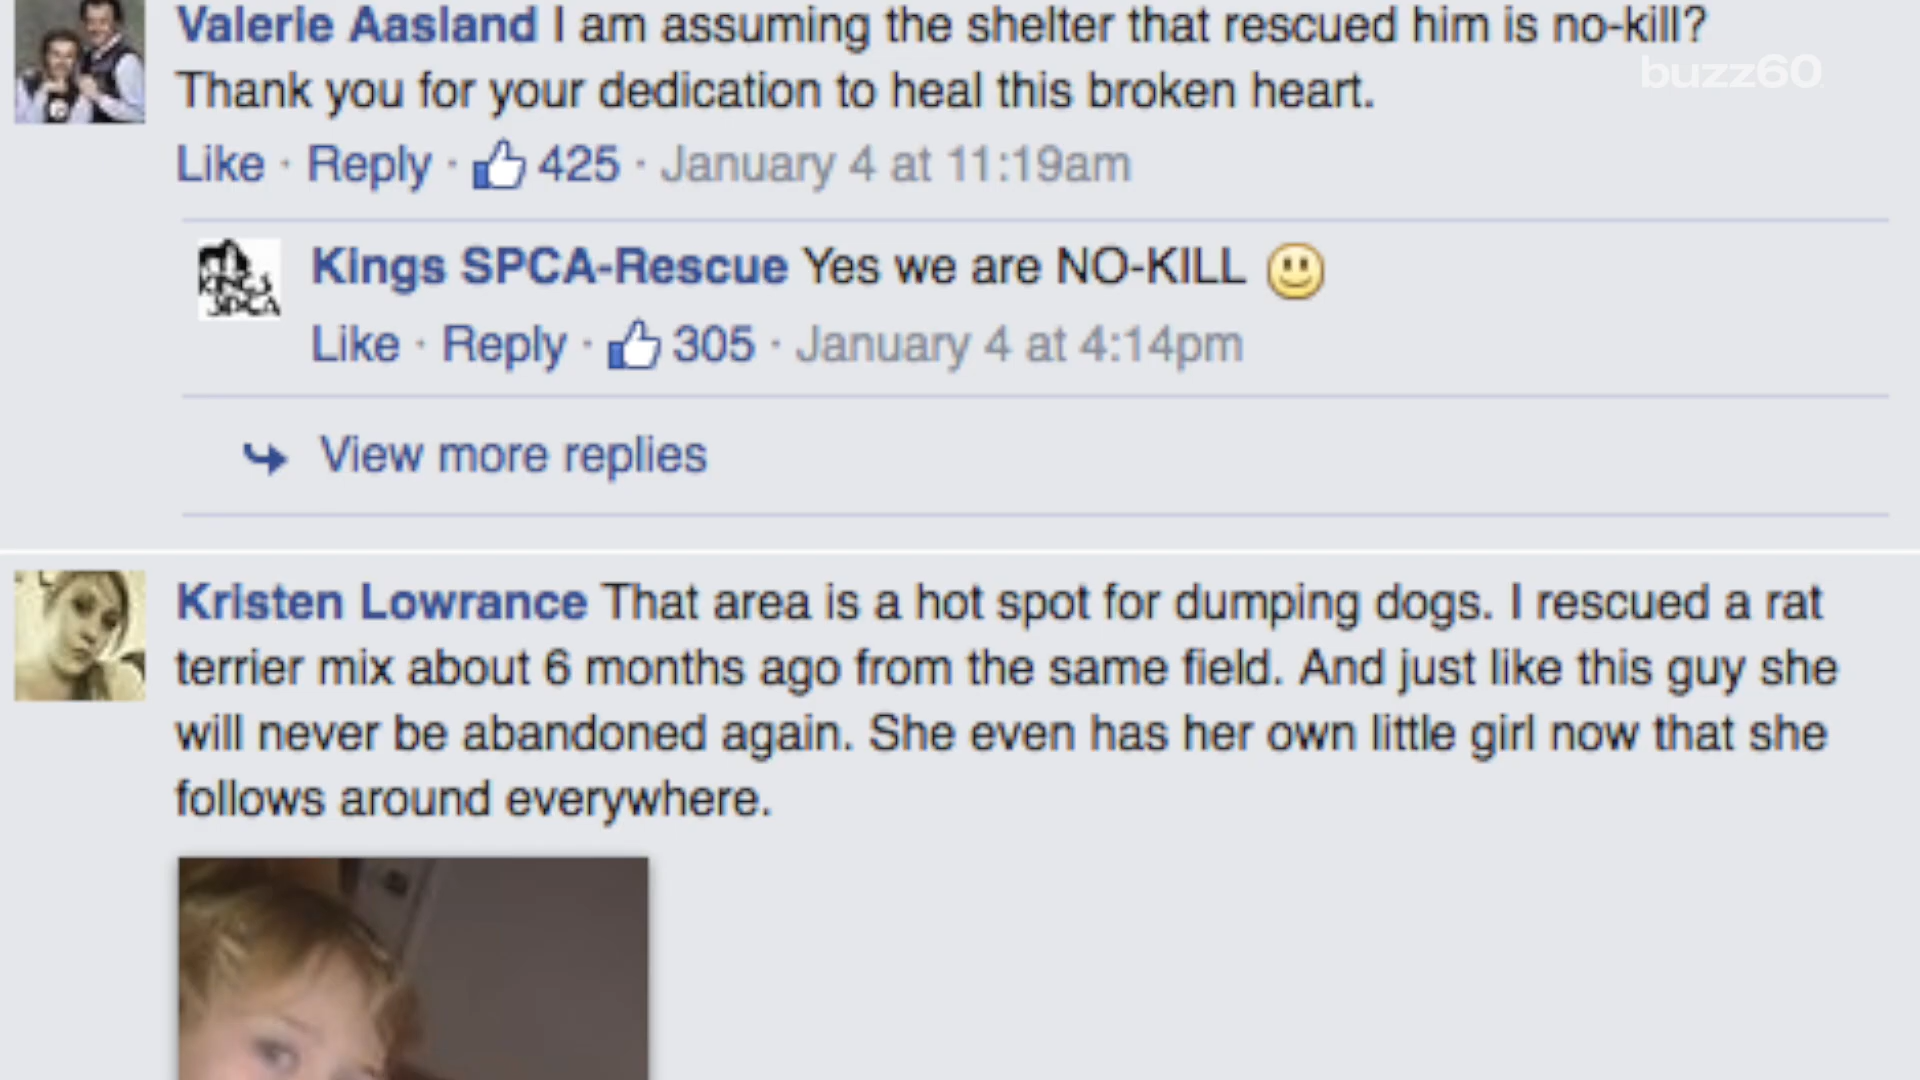 Valerie Aasland I am assuming the shelter that rescued him is no-kill?
buzz60
Thank you for your dedication to heal this broken heart.
Like · Reply · 425 · January 4 at 11:19am
KINGS
SPCA
Kings SPCA-Rescue Yes we are NO-KILL
Like · Reply · 305 · January 4 at 4:14pm
View more replies
Kristen Lowrance That area is a hot spot for dumping dogs. I rescued a rat
terrier mix about 6 months ago from the same field. And just like this guy she
will never be abandoned again. She even has her own little girl now that she
follows around everywhere.